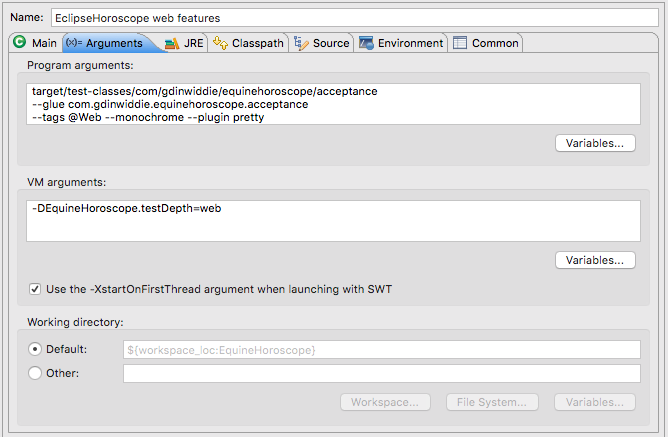 Name: EclipseHoroscope web features
Main Arguments JRE Classpath Source Environment Common
Program arguments:
target/test-classes/com/gdinwiddie/equinehoroscope/acceptance
--glue com.gdinwiddie.equinehoroscope.acceptance
--tags @Web --monochrome --plugin pretty
Variables...
VM arguments:
-DEquineHoroscope.testDepth=web
Variables...
Use the -XstartOnFirstThread argument when launching with SWT
Working directory:
Default: ${workspace_loc:EquineHoroscope}
Other:
Workspace... File System... Variables...